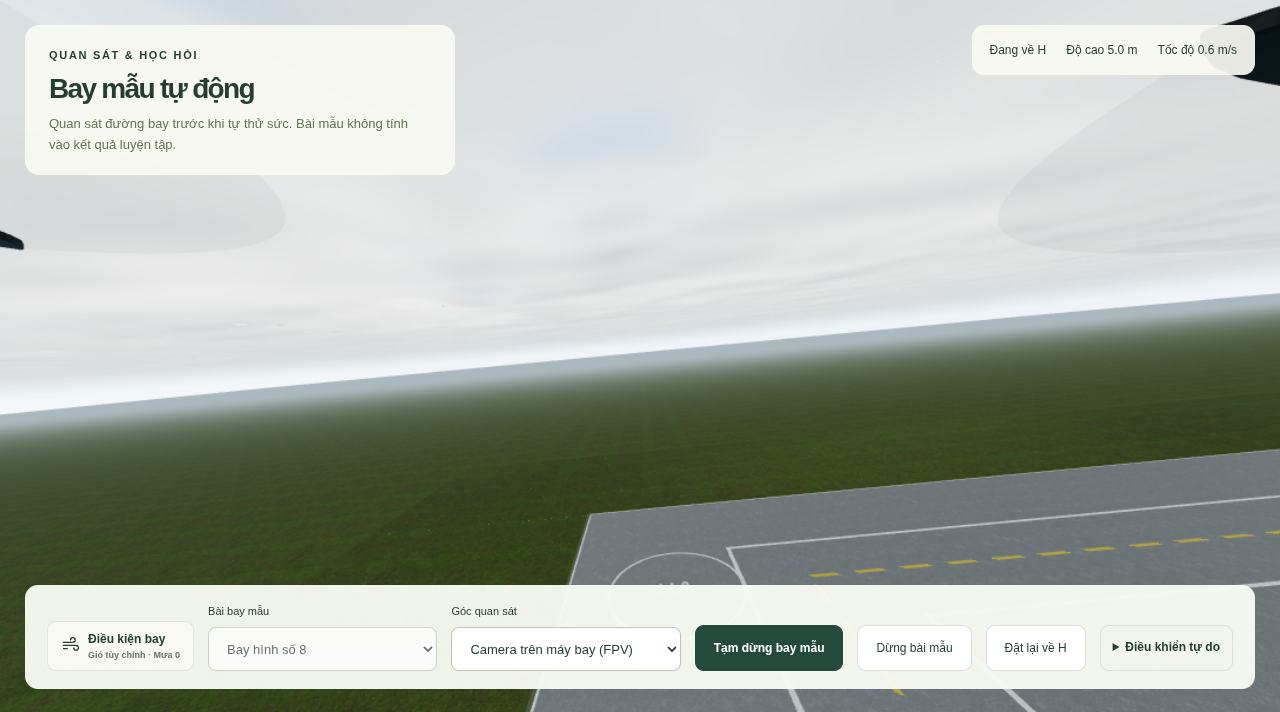 QUAN SÁT & HỌC HỎI
Bay mẫu tự động
Quan sát đường bay trước khi tự thử sức. Bài mẫu không tính
vào kết quả luyện tập.
Đang về H Độ cao 5.0 m Tốc độ 0.6 m/s
Bài bay mẫu
Góc quan sát
Điều kiện bay
Gió tùy chỉnh · Mưa 0
Bay hình số 8
Camera trên máy bay (FPV)
Tạm dừng bay mẫu
Dừng bài mẫu
Đặt lại về H
Điều khiển tự do